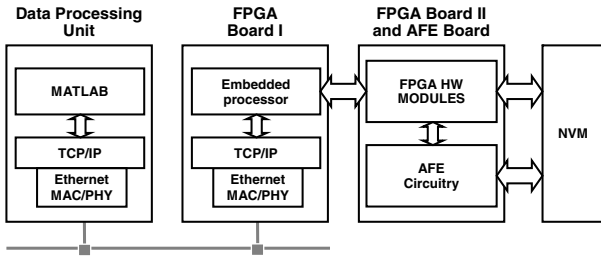 Data Processing
Unit
FPGA
Board I
FPGA Board II
and AFE Board
MATLAB
TCP/IP
Ethernet
MAC/PHY
Embedded
processor
TCP/IP
Ethernet
MAC/PHY
FPGA HW
MODULES
AFE
Circuitry
NVM